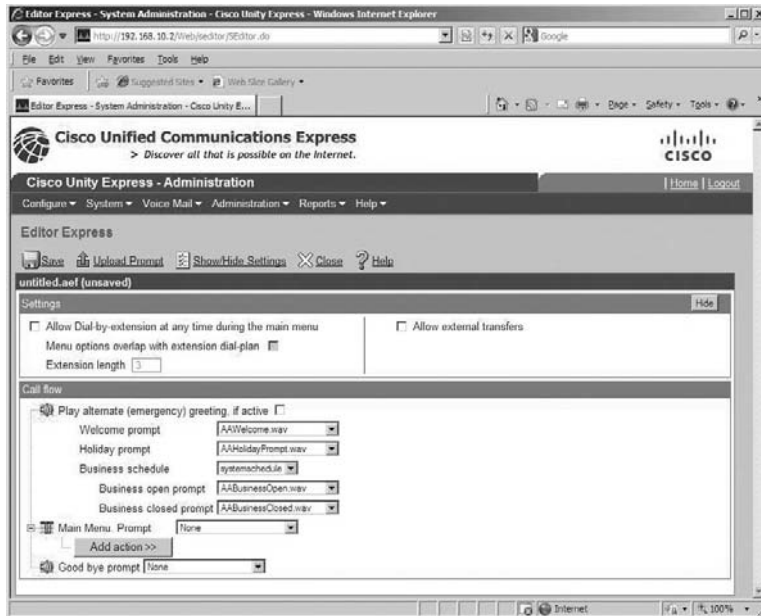 Editor Express - System Administration - Cisco Unity Express - Windows Internet Explorer
http://192.168.10.2/Web/seditor/SEditor.do
Google
File Edit View Favorites Tools Help
Favorites Suggested Sites Web Slice Gallery
Editor Express - System Administration - Cisco Unity E...
Page Safety Tools
Cisco Unified Communications Express
> Discover all that is possible on the Internet.
CISCO
Cisco Unity Express - Administration
Home | Logout
Configure System Voice Mail Administration Reports Help
Editor Express
Save Upload Prompt Show/Hide Settings Close Help
untitled.aef (unsaved)
Settings
Hide
Allow Dial-by-extension at any time during the main menu
Allow external transfers
Menu options overlap with extension dial-plan
Extension length 3
Call flow
Play alternate (emergency) greeting, if active
Welcome prompt AAWelcome.wav
Holiday prompt AAHolidayPrompt.wav
Business schedule systemschedule
Business open prompt AABusinessOpen.wav
Business closed prompt AABusinessClosed.wav
Main Menu. Prompt None
Add action >>
Good bye prompt None
Internet
100%